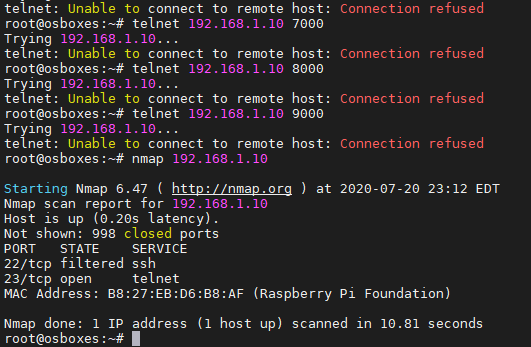 telnet: Unable to connect to remote host: Connection refused
root@osboxes:~# telnet 192.168.1.10 7000
Trying 192.168.1.10...
telnet: Unable to connect to remote host: Connection refused
root@osboxes:~# telnet 192.168.1.10 8000
Trying 192.168.1.10...
telnet: Unable to connect to remote host: Connection refused
root@osboxes:~# telnet 192.168.1.10 9000
Trying 192.168.1.10...
telnet: Unable to connect to remote host: Connection refused
root@osboxes:~# nmap 192.168.1.10
Starting Nmap 6.47 ( http://nmap.org ) at 2020-07-20 23:12 EDT
Nmap scan report for 192.168.1.10
Host is up (0.20s latency).
Not shown: 998 closed ports
PORT   STATE    SERVICE
22/tcp filtered ssh
23/tcp open     telnet
MAC Address: B8:27:EB:D6:B8:AF (Raspberry Pi Foundation)
Nmap done: 1 IP address (1 host up) scanned in 10.81 seconds
root@osboxes:~#